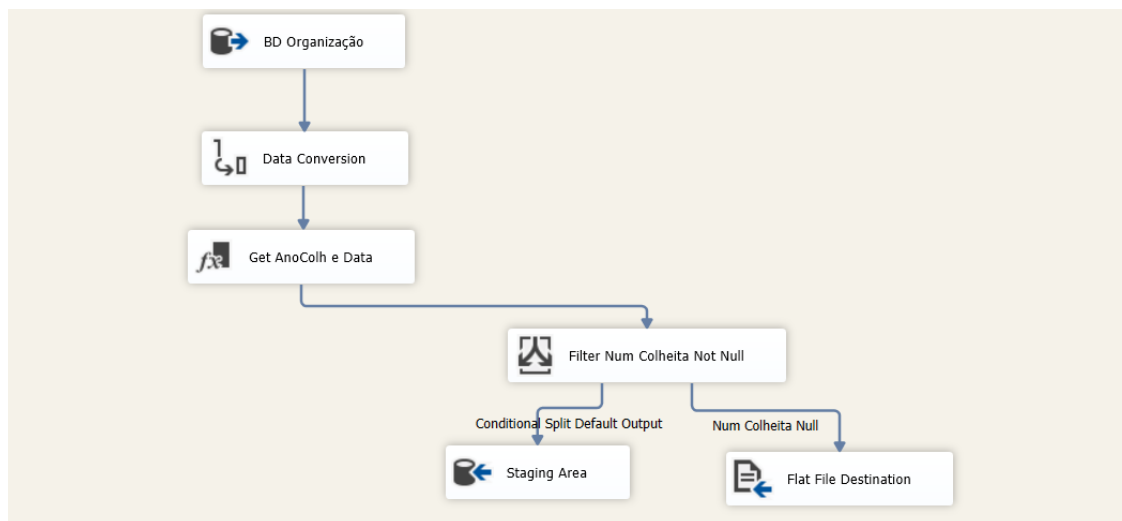 BD Organização
Data Conversion
Get AnoColh e Data
Filter Num Colheita Not Null
Conditional Split Default Output
Num Colheita Null
Staging Area
Flat File Destination